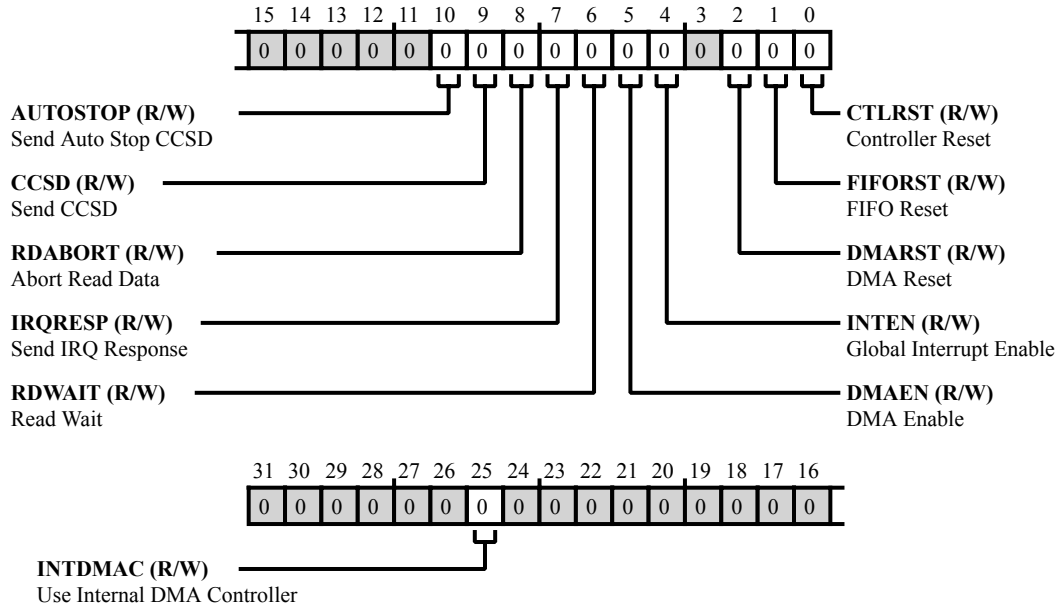 15 14 13 12 11 10 9 8 7 6 5 4 3 2 1 0
0 0 0 0 0 0 0 0 0 0 0 0 0 0 0 0
AUTOSTOP (R/W)
Send Auto Stop CCSD
CCSD (R/W)
Send CCSD
RDABORT (R/W)
Abort Read Data
IRQRESP (R/W)
Send IRQ Response
RDWAIT (R/W)
Read Wait
CTLRST (R/W)
Controller Reset
FIFORST (R/W)
FIFO Reset
DMARST (R/W)
DMA Reset
INTEN (R/W)
Global Interrupt Enable
DMAEN (R/W)
DMA Enable
31 30 29 28 27 26 25 24 23 22 21 20 19 18 17 16
0 0 0 0 0 0 0 0 0 0 0 0 0 0 0 0
INTDMAC (R/W)
Use Internal DMA Controller